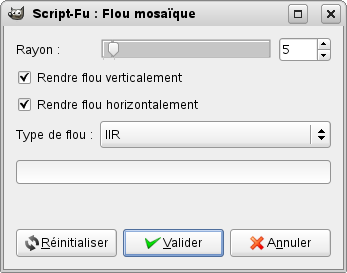 Script-Fu : Flou mosaïque
Rayon :
5
Rendre flou verticalement
Rendre flou horizontalement
Type de flou :
IIR
Réinitialiser
Valider
Annuler